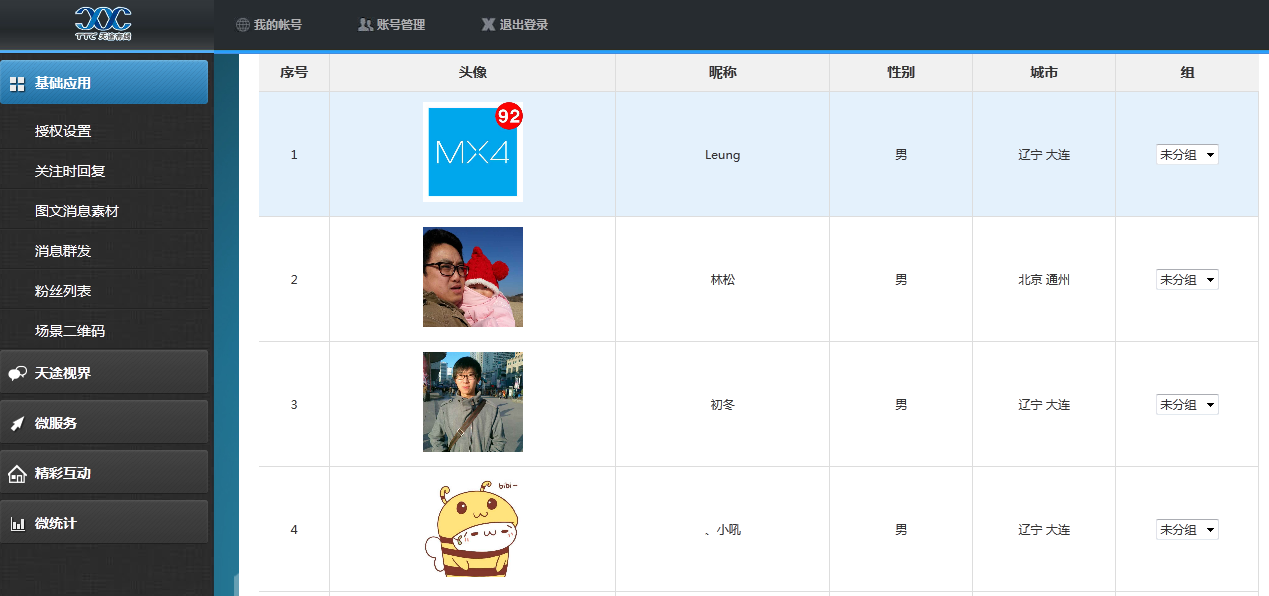 TTC 天途有线
我的帐号
账号管理
退出登录
基础应用
授权设置
关注时回复
图文消息素材
消息群发
粉丝列表
场景二维码
天途视界
微服务
精彩互动
微统计
序号 头像 昵称 性别 城市 组
92
MX4
1 Leung 男 辽宁 大连 未分组
2 林松 男 北京 通州 未分组
3 初冬 男 辽宁 大连 未分组
bibi~
4 、小吼 男 辽宁 大连 未分组